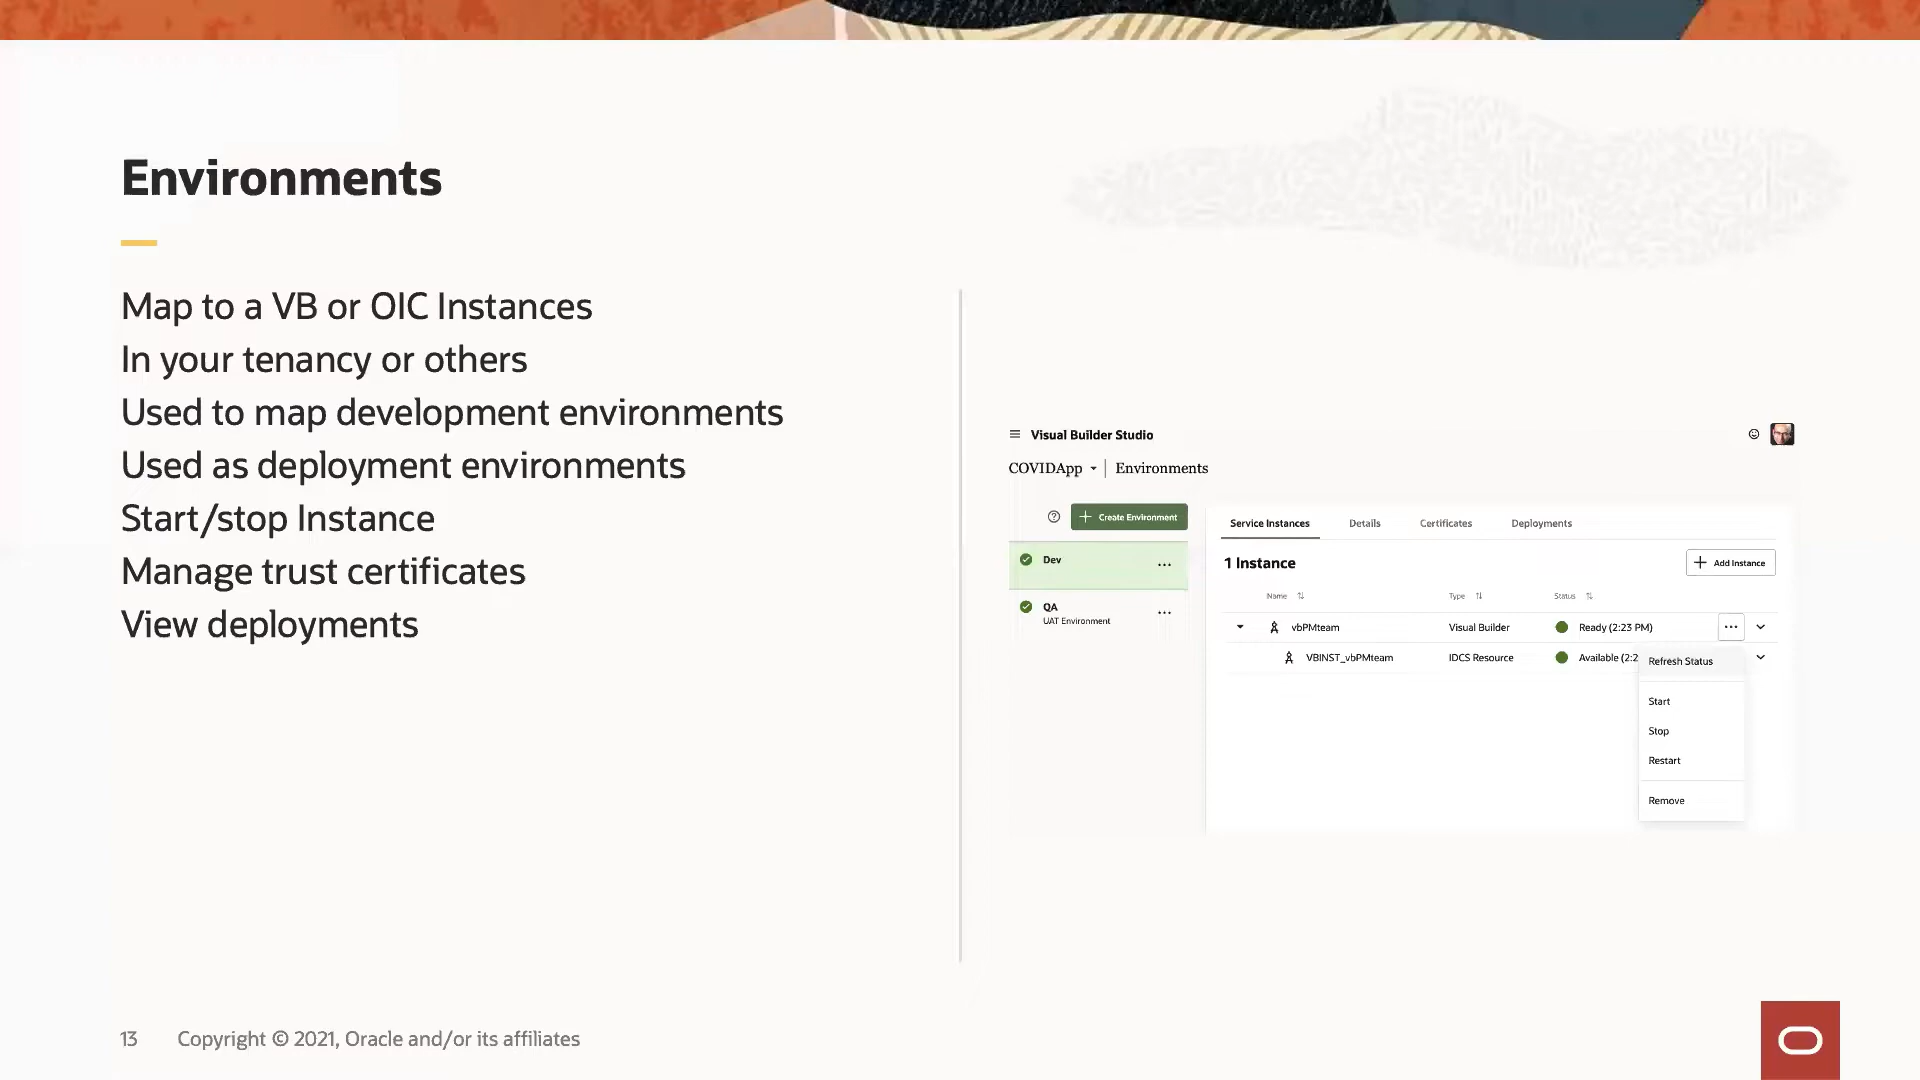 Environments
Map to a VB or OIC Instances
In your tenancy or others
Used to map development environments
Used as deployment environments
Start/stop Instance
Manage trust certificates
View deployments
Visual Builder Studio
COVIDApp Environments
Create Environment
Dev
QA
UAT Environment
Service Instances Details Certificates Deployments
1 Instance
Add Instance
Name Type Status
vbPMteam Visual Builder Ready (2:23 PM)
VBINST_vbPMteam IDCS Resource Available (2:2
Refresh Status
Start
Stop
Restart
Remove
13 Copyright © 2021, Oracle and/or its affiliates